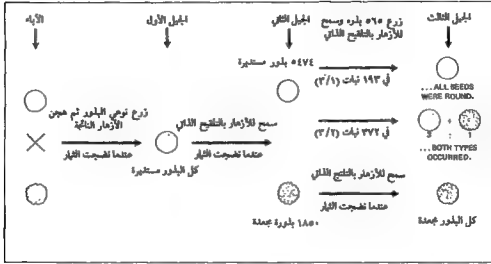 الآباء
الجيل الأول
الجيل الثاني
زرع ٥٦٥ بذره وسمح
للأزهار بالتلقيح الذاتي
الجيل الثالث
٥٤٧٤ بذور مستديرة
في ١٩٣ نبات (٣/١)
...ALL SEEDS
WERE ROUND.
زرع نوعي البذور ثم هجن
الأزهار الناتجة
عندما نضجت الثمار
كل البذور مستديرة
سمح للأزهار بالتلقيح الذاتي
عندما نضجت الثمار
في ٣٧٢ نبات (٣/٢)
3 : 1
...BOTH TYPES
OCCURRED.
١٨٥٠ بذورة مجعدة
سمح للأزهار بالتلقح الذاتي
عندما نضجت الثمار
كل البذور مجعدة